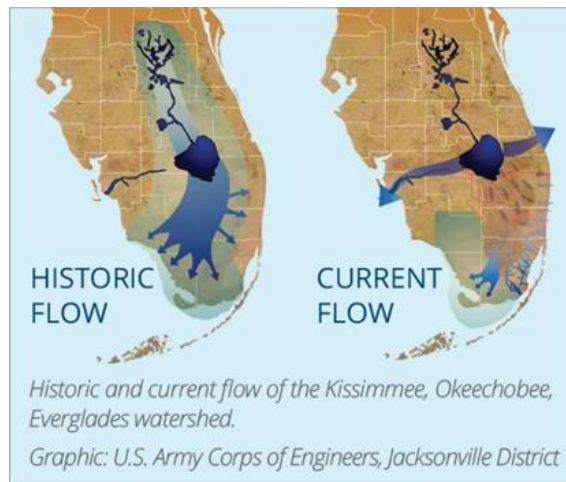 HISTORIC
FLOW
CURRENT
FLOW
Historic and current flow of the Kissimmee, Okeechobee,
Everglades watershed.
Graphic: U.S. Army Corps of Engineers, Jacksonville District